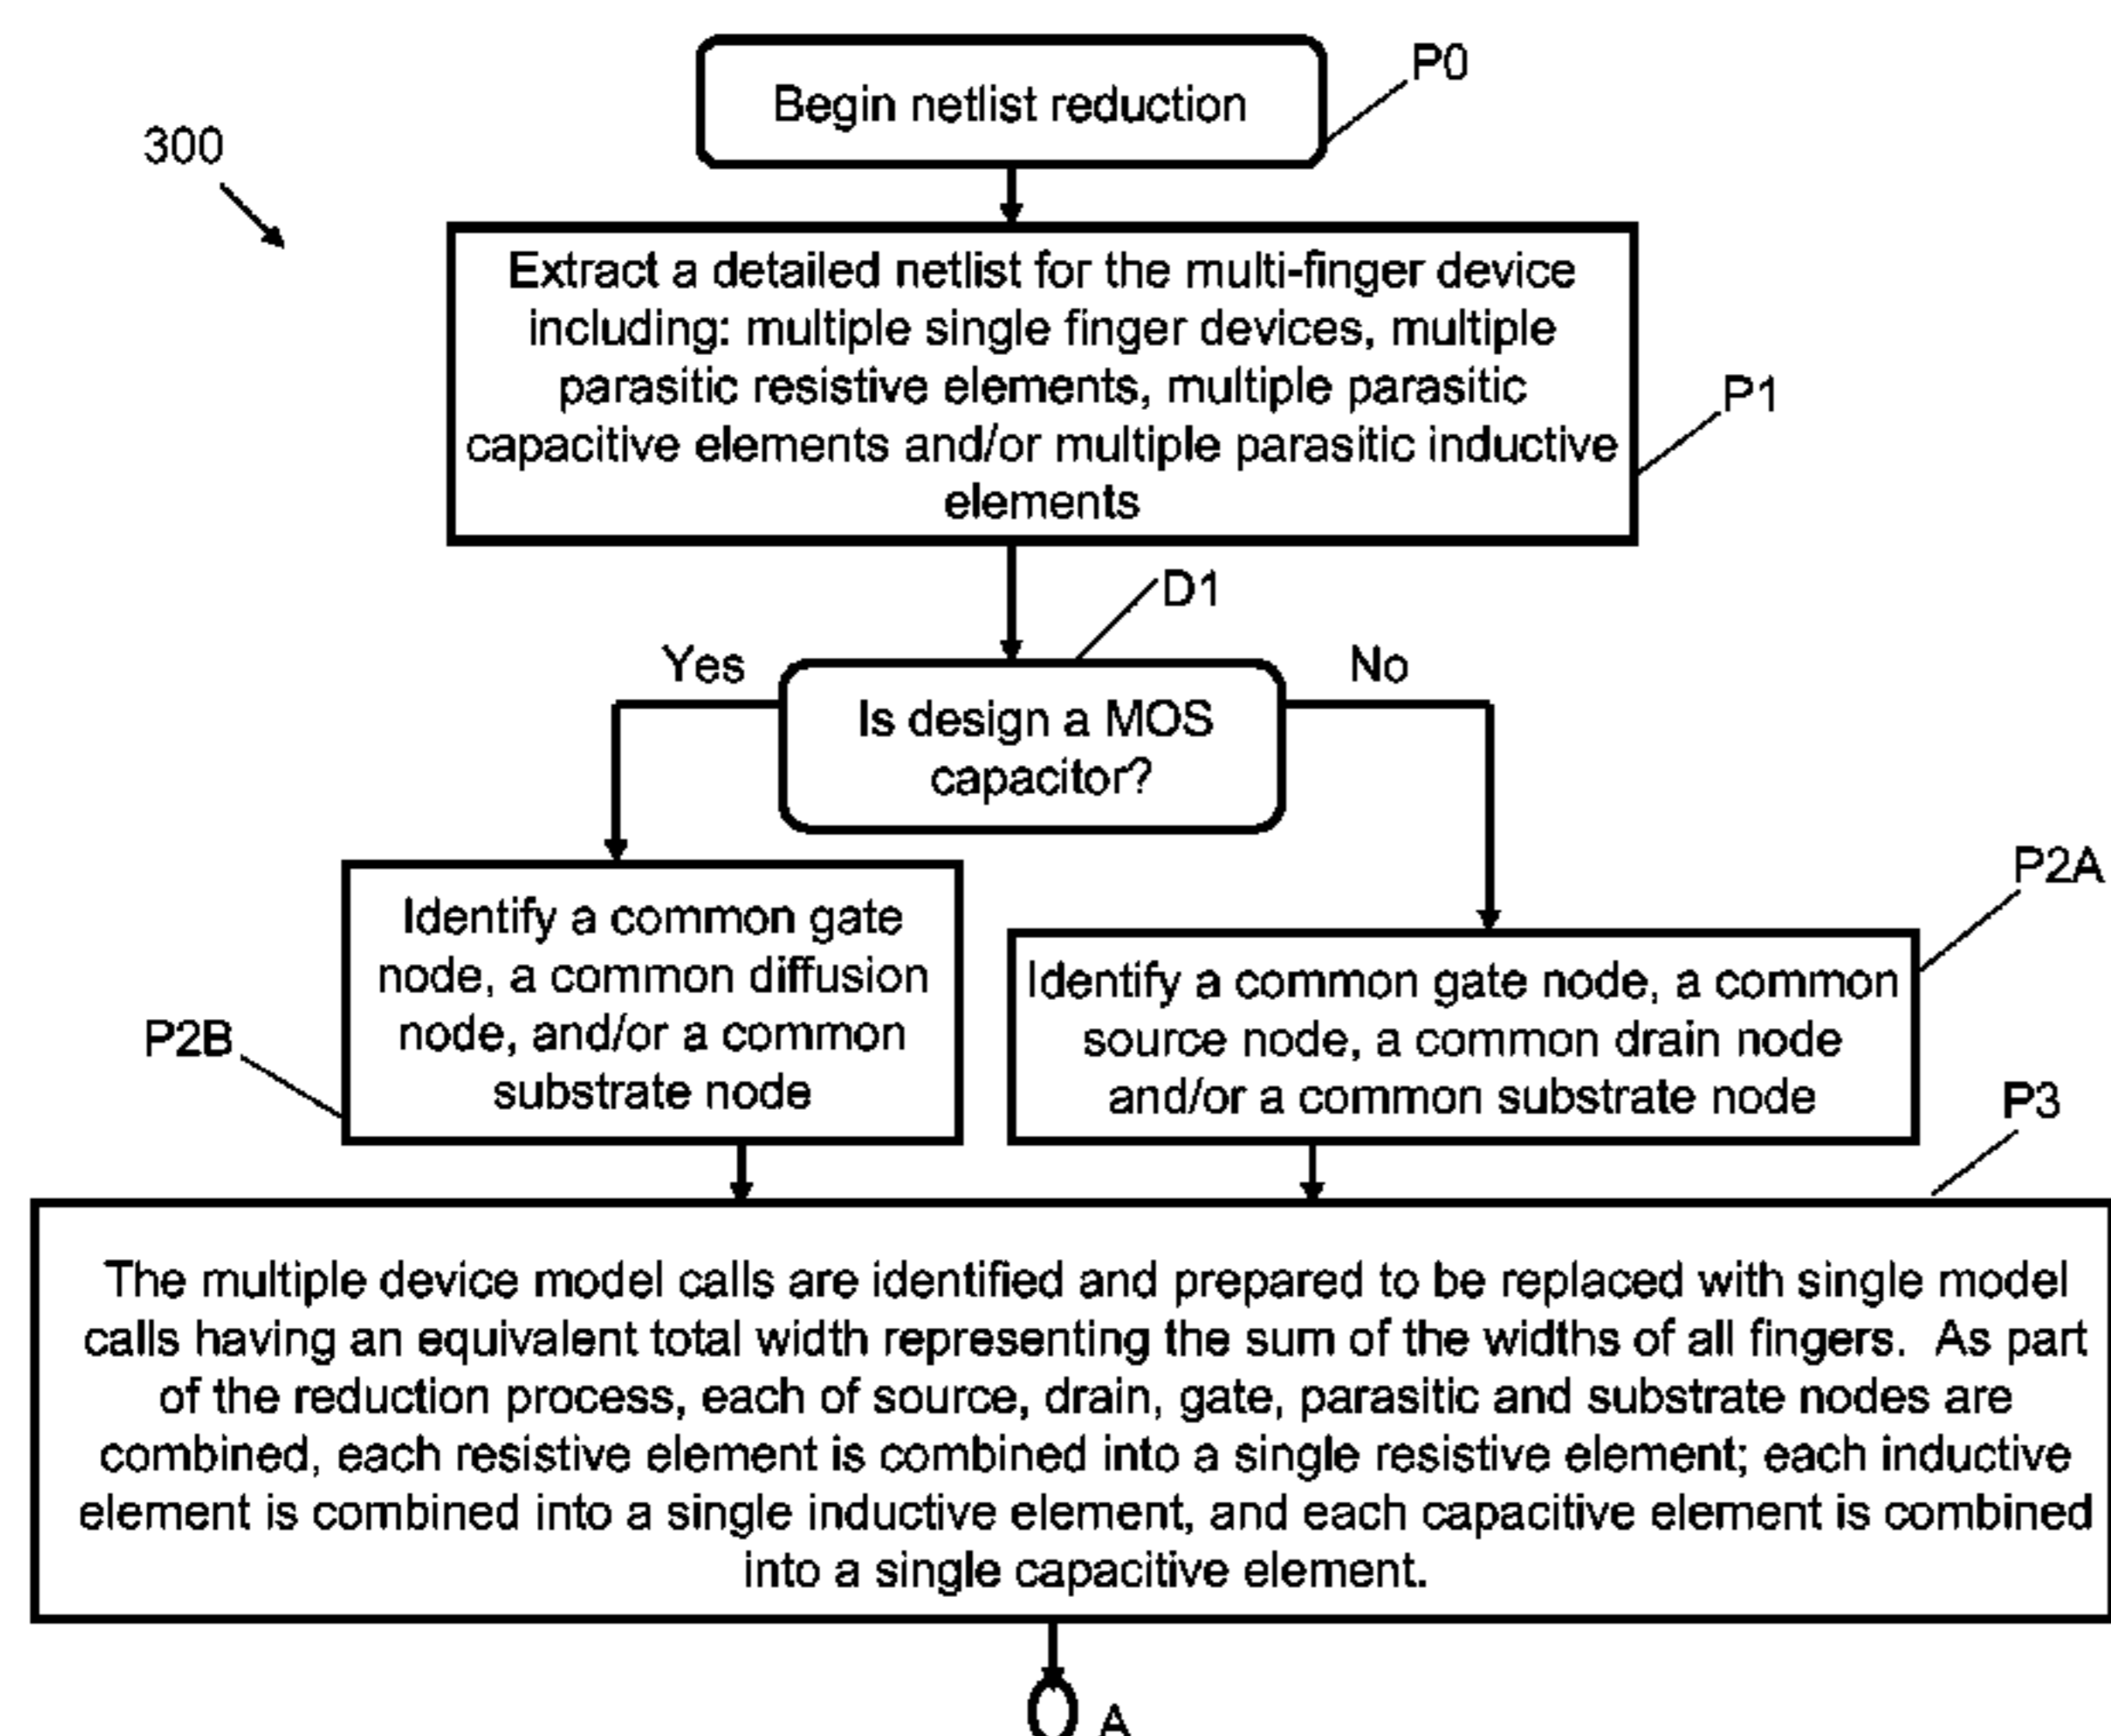 P0
Begin netlist reduction
300
Extract a detailed netlist for the multi-finger device
including: multiple single finger devices, multiple
parasitic resistive elements, multiple parasitic
capacitive elements and/or multiple parasitic inductive
elements
P1
D1
Yes
No
Is design a MOS
capacitor?
P2A
Identify a common gate
node, a common diffusion
node, and/or a common
substrate node
P2B
Identify a common gate node, a common
source node, a common drain node
and/or a common substrate node
P3
The multiple device model calls are identified and prepared to be replaced with single model
calls having an equivalent total width representing the sum of the widths of all fingers. As part
of the reduction process, each of source, drain, gate, parasitic and substrate nodes are
combined, each resistive element is combined into a single resistive element; each inductive
element is combined into a single inductive element, and each capacitive element is combined
into a single capacitive element.
A